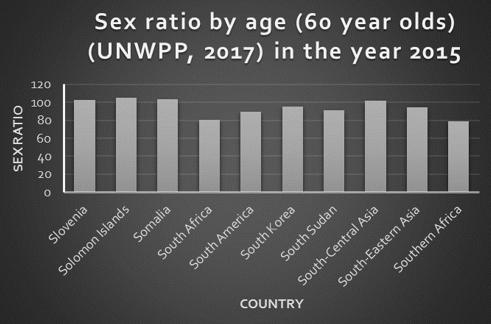 Sex ratio by age (60 year olds)
(UNWPP, 2017) in the year 2015
120
100
80
60
40
20
0
SEX RATIO
Slovenia
Solomon Islands
Somalia
South Africa
South America
South Korea
South Sudan
South-Central Asia
South-Eastern Asia
Southern Africa
COUNTRY